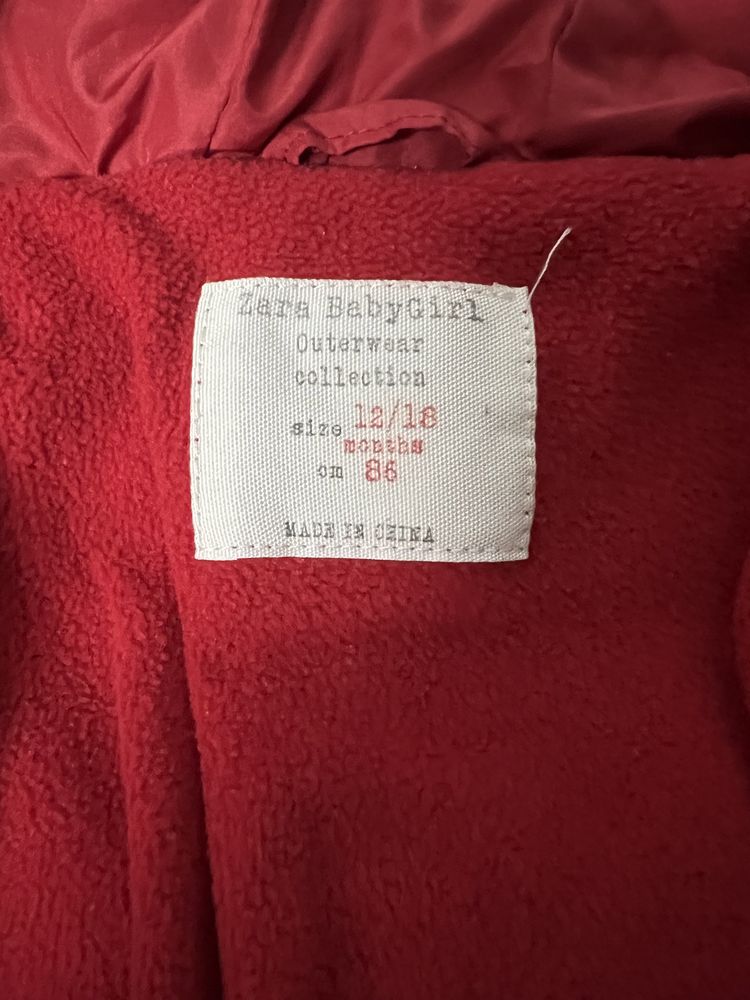 Zara BabyGirl
Outerwear
collection
size 12/18
months
cm 86
MADE IN CHINA